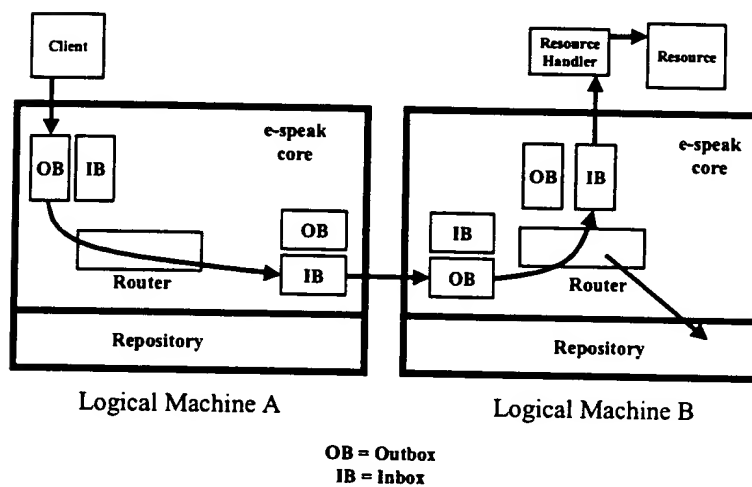 Client
Resource
Handler
Resource
e-speak
core
e-speak
core
OB
IB
OB
IB
OB
IB
IB
OB
Router
Router
Repository
Repository
Logical Machine A
Logical Machine B
OB = Outbox
IB = Inbox